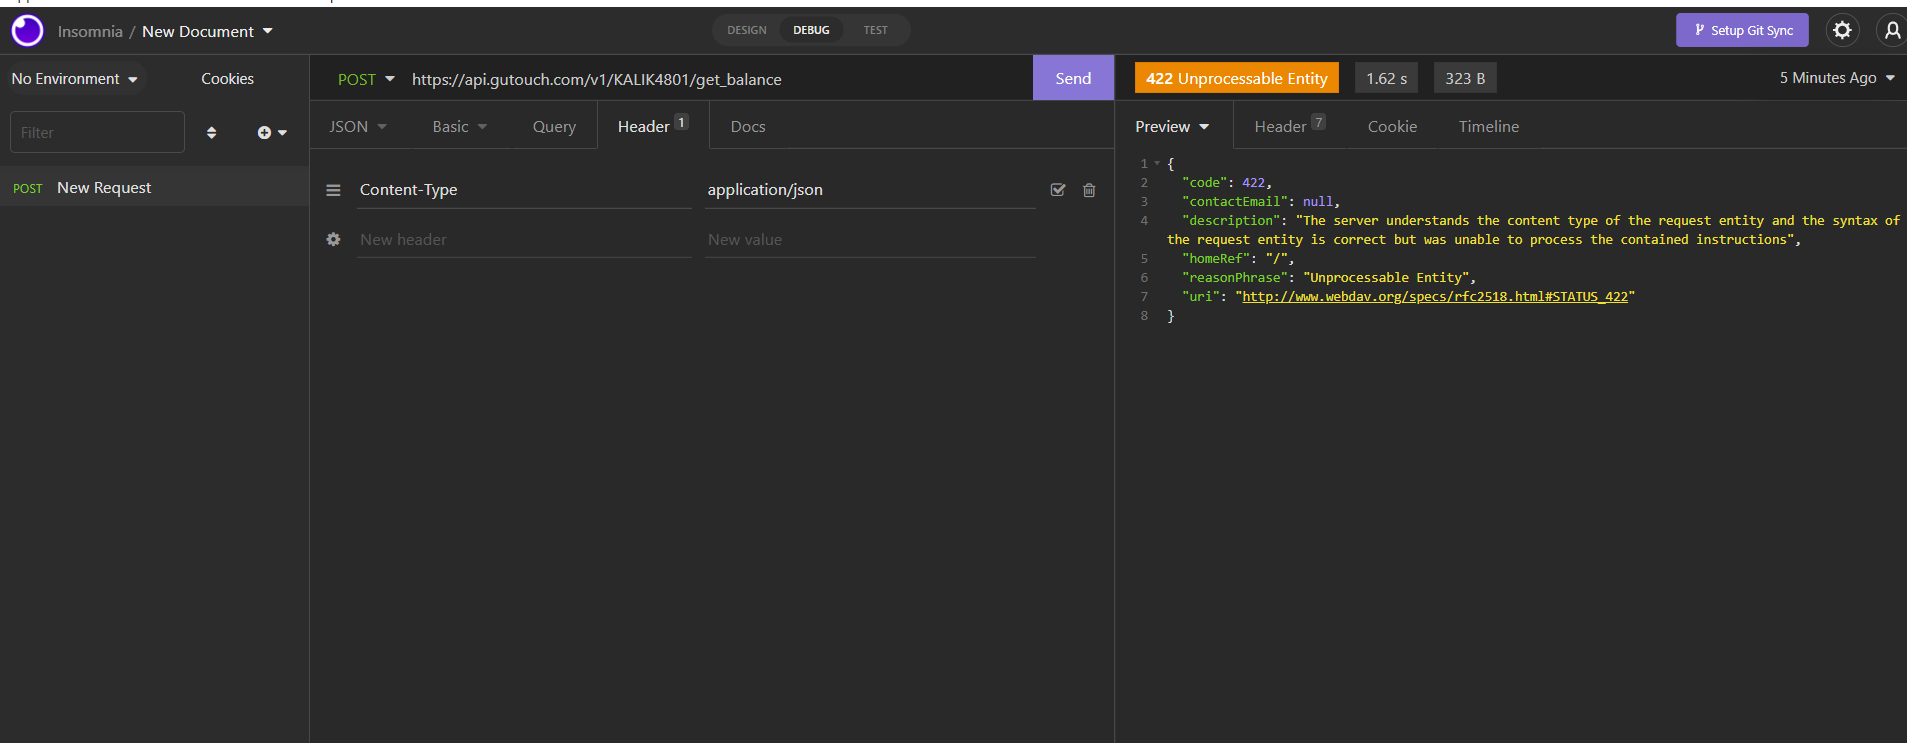 Insomnia / New Document
DESIGN DEBUG TEST
Setup Git Sync
No Environment Cookies
POST https://api.gutouch.com/v1/KALIK4801/get_balance Send
422 Unprocessable Entity 1.62 s 323 B
5 Minutes Ago
Filter
JSON Basic Query Header 1 Docs
Preview Header 7 Cookie Timeline
POST New Request
Content-Type application/json
New header New value
1 {
2 "code": 422,
3 "contactEmail": null,
4 "description": "The server understands the content type of the request entity and the syntax of
the request entity is correct but was unable to process the contained instructions",
5 "homeRef": "/",
6 "reasonPhrase": "Unprocessable Entity",
7 "uri": "http://www.webdav.org/specs/rfc2518.html#STATUS_422"
8 }